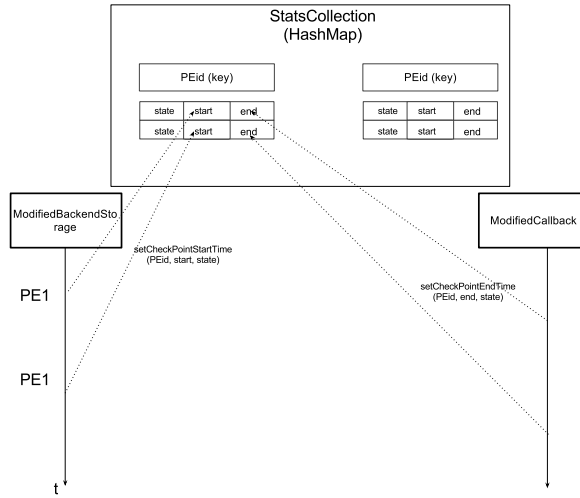 StatsCollection
(HashMap)
PEid (key)
PEid (key)
state start end
state start end
state start end
state start end
ModifiedBackendSto
rage
ModifiedCallback
setCheckPointStartTime
(PEid, start, state)
setCheckPointEndTime
(PEid, end, state)
PE1
PE1
t